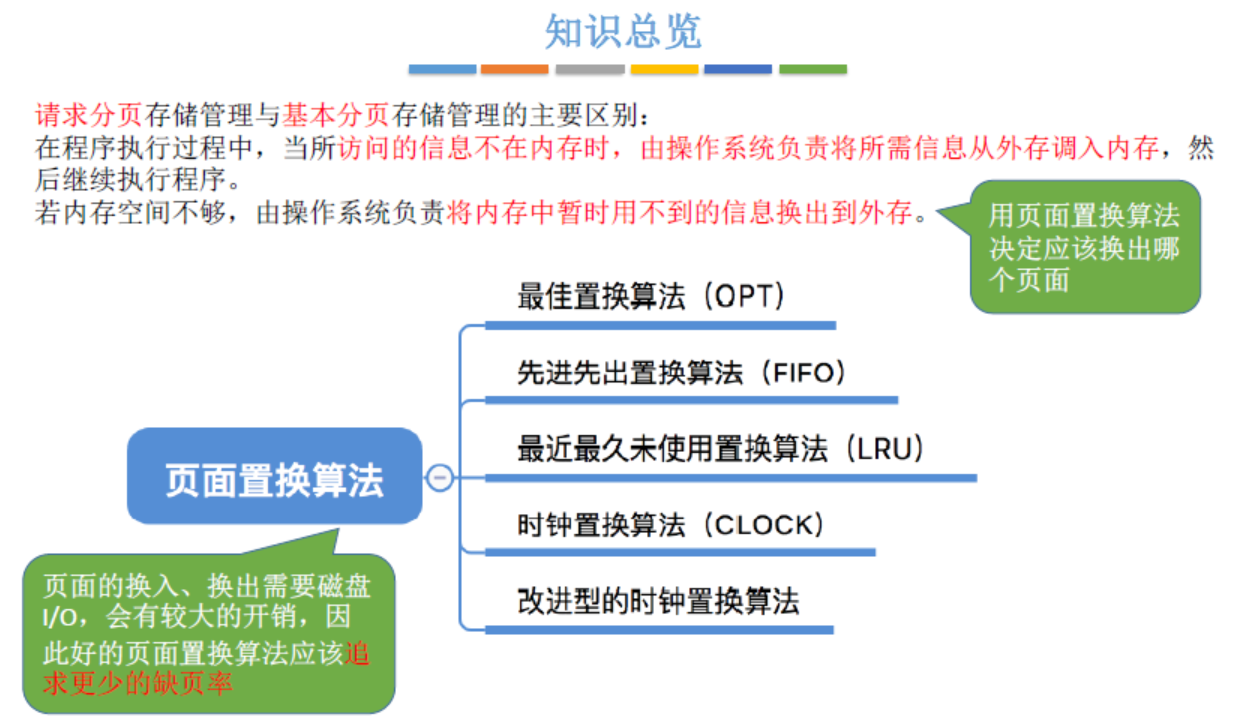 知识总览
请求分页存储管理与基本分页存储管理的主要区别：
在程序执行过程中，当所访问的信息不在内存时，由操作系统负责将所需信息从外存调入内存，然
后继续执行程序。
若内存空间不够，由操作系统负责将内存中暂时用不到的信息换出到外存。
用页面置换算法
决定应该换出哪
个页面
页面置换算法
最佳置换算法（OPT）
先进先出置换算法（FIFO）
最近最久未使用置换算法（LRU）
时钟置换算法（CLOCK）
改进型的时钟置换算法
页面的换入、换出需要磁盘
I/O，会有较大的开销，因
此好的页面置换算法应该追
求更少的缺页率